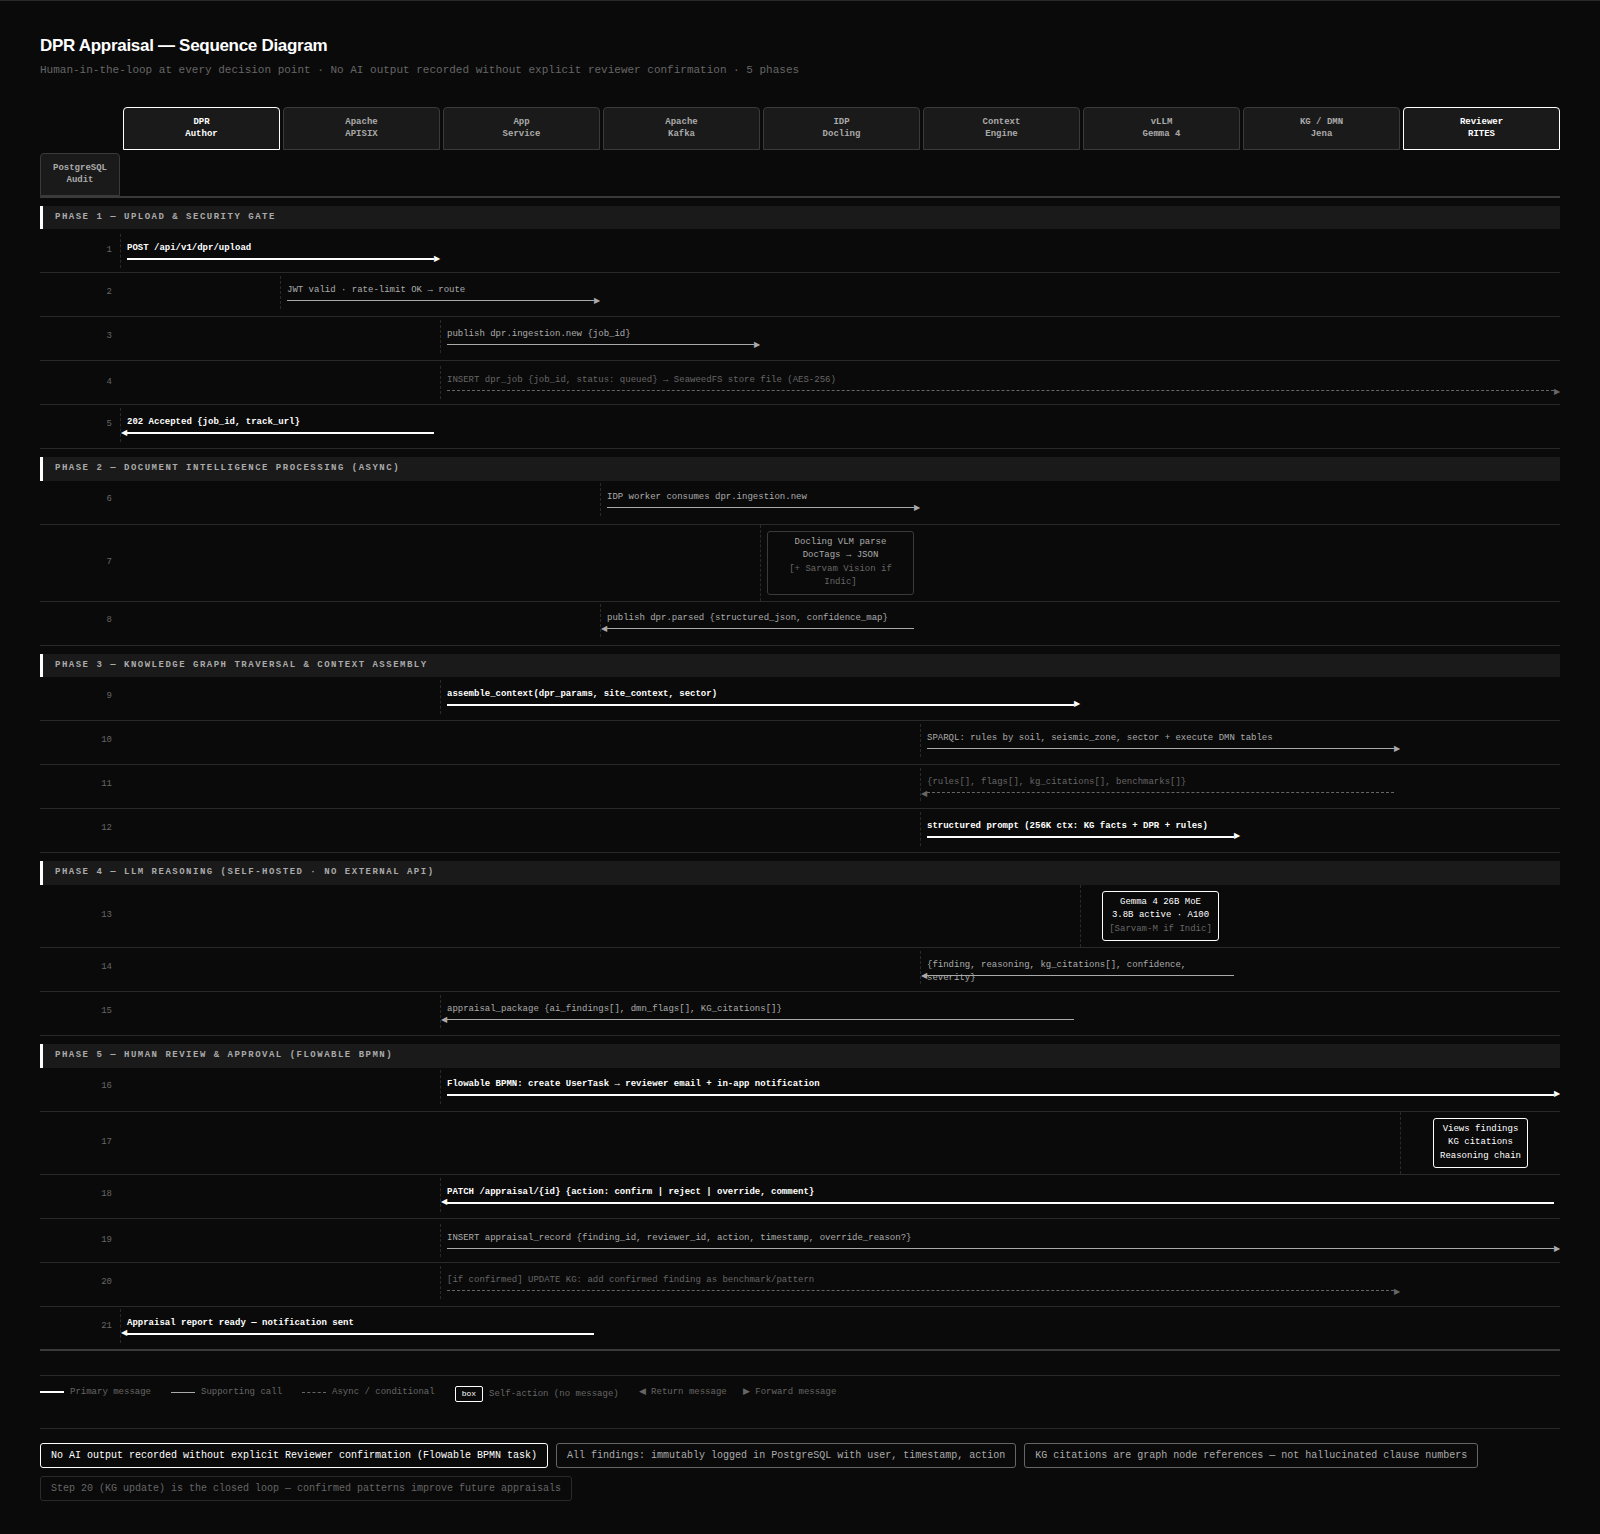 DPR Appraisal — Sequence Diagram
Human-in-the-loop at every decision point · No AI output recorded without explicit reviewer confirmation · 5 phases
DPR
Author
Apache
APISIX
App
Service
Apache
Kafka
IDP
Docling
Context
Engine
vLLM
Gemma 4
KG / DMN
Jena
Reviewer
RITES
PostgreSQL
Audit
PHASE 1 — UPLOAD & SECURITY GATE
1 POST /api/v1/dpr/upload
2 JWT valid · rate-limit OK → route
3 publish dpr.ingestion.new {job_id}
4 INSERT dpr_job {job_id, status: queued} → SeaweedFS store file (AES-256)
5 202 Accepted {job_id, track_url}
PHASE 2 — DOCUMENT INTELLIGENCE PROCESSING (ASYNC)
6 IDP worker consumes dpr.ingestion.new
7
Docling VLM parse
DocTags → JSON
[+ Sarvam Vision if
Indic]
8 publish dpr.parsed {structured_json, confidence_map}
PHASE 3 — KNOWLEDGE GRAPH TRAVERSAL & CONTEXT ASSEMBLY
9 assemble_context(dpr_params, site_context, sector)
10 SPARQL: rules by soil, seismic_zone, sector + execute DMN tables
11 {rules[], flags[], kg_citations[], benchmarks[]}
12 structured prompt (256K ctx: KG facts + DPR + rules)
PHASE 4 — LLM REASONING (SELF-HOSTED · NO EXTERNAL API)
13
Gemma 4 26B MoE
3.8B active · A100
[Sarvam-M if Indic]
14 {finding, reasoning, kg_citations[], confidence,
severity}
15 appraisal_package {ai_findings[], dmn_flags[], KG_citations[]}
PHASE 5 — HUMAN REVIEW & APPROVAL (FLOWABLE BPMN)
16 Flowable BPMN: create UserTask → reviewer email + in-app notification
17
Views findings
KG citations
Reasoning chain
18 PATCH /appraisal/{id} {action: confirm | reject | override, comment}
19 INSERT appraisal_record {finding_id, reviewer_id, action, timestamp, override_reason?}
20 [if confirmed] UPDATE KG: add confirmed finding as benchmark/pattern
21 Appraisal report ready — notification sent
Primary message Supporting call Async / conditional box Self-action (no message) ◀ Return message ▶ Forward message
No AI output recorded without explicit Reviewer confirmation (Flowable BPMN task)
All findings: immutably logged in PostgreSQL with user, timestamp, action
KG citations are graph node references — not hallucinated clause numbers
Step 20 (KG update) is the closed loop — confirmed patterns improve future appraisals